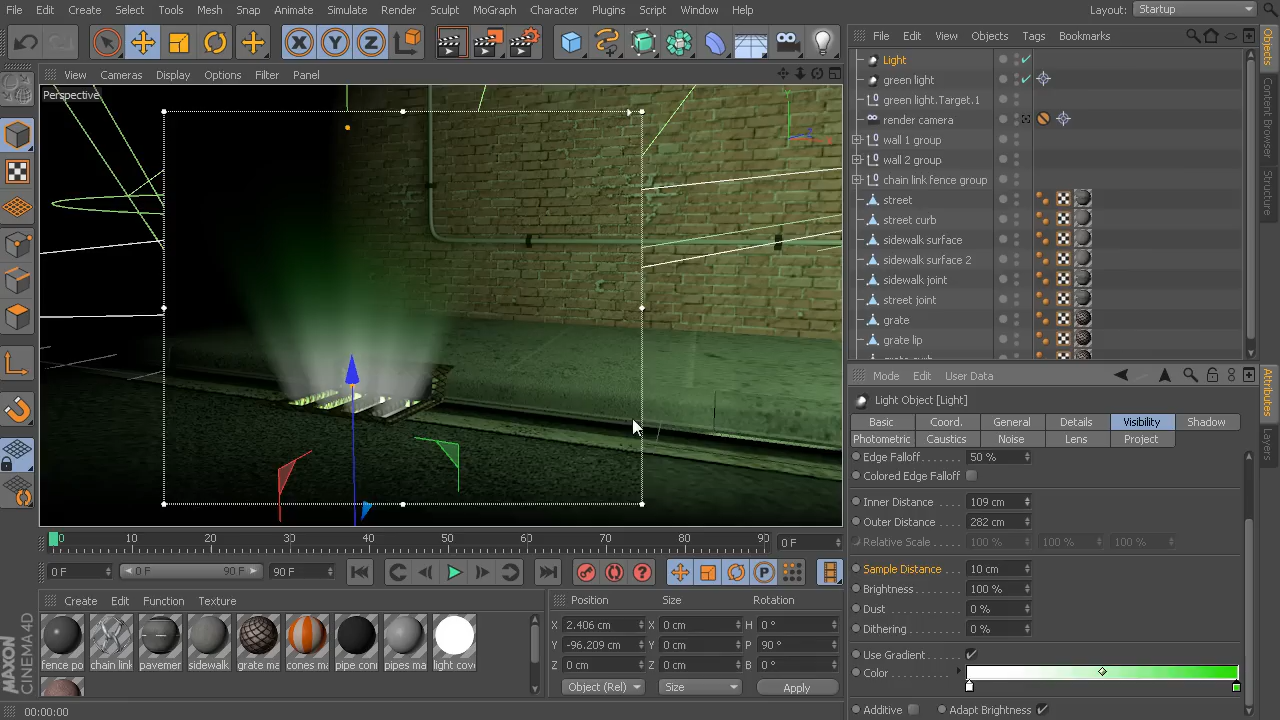 File Edit Create Select Tools Mesh Snap Animate Simulate Render Sculpt MoGraph Character Plugins Script Window Help
Layout: Startup
View Cameras Display Options Filter Panel
Perspective
File Edit View Objects Tags Bookmarks
Light
green light
green light.Target.1
render camera
wall 1 group
wall 2 group
chain link fence group
street
street curb
sidewalk surface
sidewalk surface 2
sidewalk joint
street joint
grate
grate lip
Objects
Content Browser
Structure
Mode Edit User Data
Light Object [Light]
Basic Coord. General Details Visibility Shadow
Photometric Caustics Noise Lens Project
Edge Falloff 50 %
Colored Edge Falloff
Inner Distance 109 cm
Outer Distance 282 cm
Relative Scale 100 % 100 % 100 %
Sample Distance 10 cm
Brightness 100 %
Dust 0 %
Dithering 0 %
Use Gradient
Color
Additive Adapt Brightness
Attributes
Layers
0 10 20 30 40 50 60 70 80 90
0 F
0 F 0 F 90 F 90 F
Create Edit Function Texture
fence po chain link pavemer sidewalk grate ma cones ma pipe coni pipes ma light cov
Position Size Rotation
X 2.406 cm X 0 cm H 0 °
Y -96.209 cm Y 0 cm P 90 °
Z 0 cm Z 0 cm B 0 °
Object (Rel) Size Apply
MAXON
CINEMA 4D
00:00:00